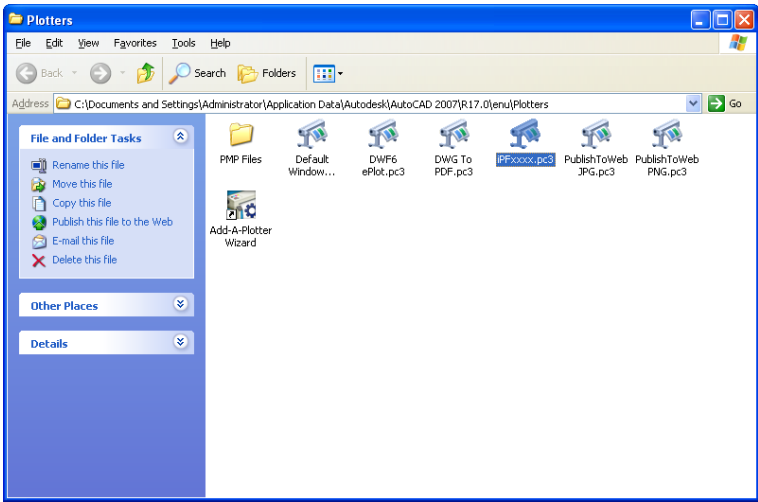 Plotters
File Edit View Favorites Tools Help
Back Search Folders
Address C:\Documents and Settings\Administrator\Application Data\Autodesk\AutoCAD 2007\R17.0\enu\Plotters Go
File and Folder Tasks
Rename this file
Move this file
Copy this file
Publish this file to the Web
E-mail this file
Delete this file
Other Places
Details
PMP Files
Default
Window...
DWF6
ePlot.pc3
DWG To
PDF.pc3
iPFxxxx.pc3
PublishToWeb
JPG.pc3
PublishToWeb
PNG.pc3
Add-A-Plotter
Wizard